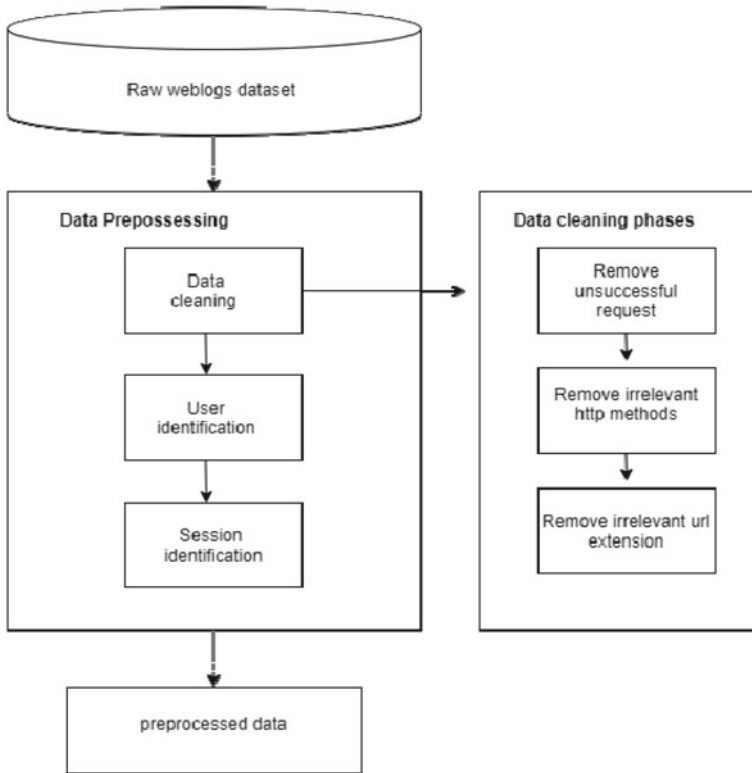 Raw weblogs dataset
Data Prepossessing
Data
cleaning
User
identification
Session
identification
Data cleaning phases
Remove
unsuccessful
request
Remove irrelevant
http methods
Remove irrelevant url
extension
preprocessed data